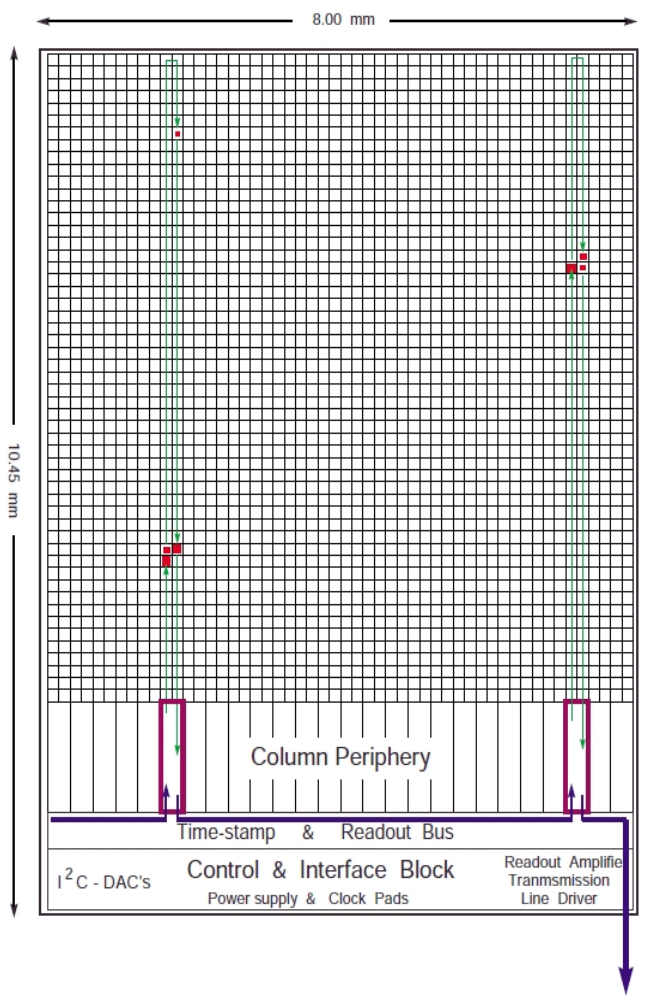 8.00 mm
10.45 mm
Column Periphery
Time-stamp & Readout Bus
I2C - DAC's
Control & Interface Block
Power supply & Clock Pads
Readout Amplifie
Tranmsmission
Line Driver